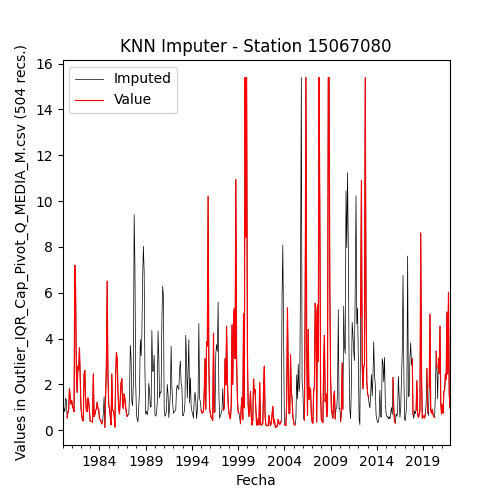 KNN Imputer - Station 15067080
Values in Outlier_IQR_Cap_Pivot_Q_MEDIA_M.csv (504 recs.)
16
14
12
10
8
6
4
2
0
Imputed
Value
1984 1989 1994 1999 2004 2009 2014 2019
Fecha